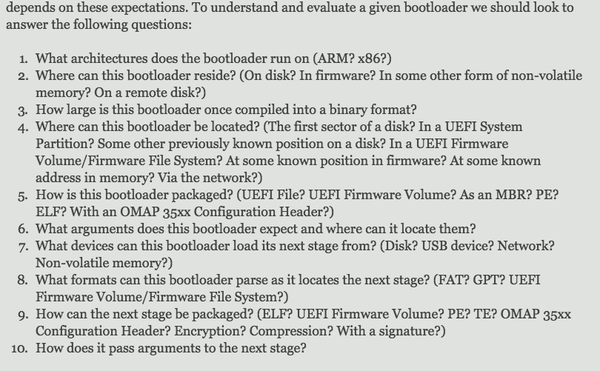 depends on these expectations. To understand and evaluate a given bootloader we should look to
answer the following questions:
1. What architectures does the bootloader run on (ARM? x86?)
2. Where can this bootloader reside? (On disk? In firmware? In some other form of non-volatile
memory? On a remote disk?)
3. How large is this bootloader once compiled into a binary format?
4. Where can this bootloader be located? (The first sector of a disk? In a UEFI System
Partition? Some other previously known position on a disk? In a UEFI Firmware
Volume/Firmware File System? At some known position in firmware? At some known
address in memory? Via the network?)
5. How is this bootloader packaged? (UEFI File? UEFI Firmware Volume? As an MBR? PE?
ELF? With an OMAP 35xx Configuration Header?)
6. What arguments does this bootloader expect and where can it locate them?
7. What devices can this bootloader load its next stage from? (Disk? USB device? Network?
Non-volatile memory?)
8. What formats can this bootloader parse as it locates the next stage? (FAT? GPT? UEFI
Firmware Volume/Firmware File System?)
9. How can the next stage be packaged? (ELF? UEFI Firmware Volume? PE? TE? OMAP 35xx
Configuration Header? Encryption? Compression? With a signature?)
10. How does it pass arguments to the next stage?